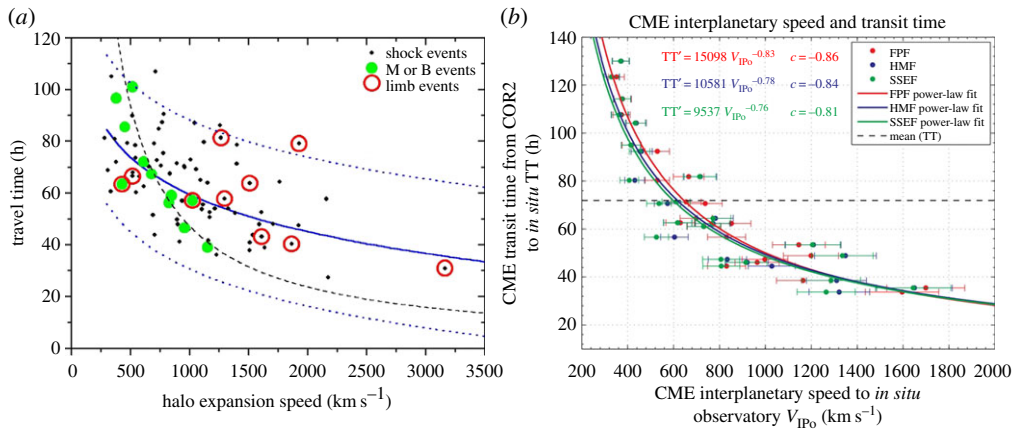 (a)
120
100
80
60
40
20
0
travel time (h)
shock events
M or B events
limb events
0 500 1000 1500 2000 2500 3000 3500
halo expansion speed (km s⁻¹)
(b)
CME interplanetary speed and transit time
140
120
100
80
60
40
20
CME transit time from COR2
to in situ TT (h)
TT′ = 15098 V_IPo^−0.83 c = −0.86
TT′ = 10581 V_IPo^−0.78 c = −0.84
TT′ = 9537 V_IPo^−0.76 c = −0.81
FPF
HMF
SSEF
FPF power-law fit
HMF power-law fit
SSEF power-law fit
mean (TT)
200 400 600 800 1000 1200 1400 1600 1800 2000
CME interplanetary speed to in situ
observatory V_IPo (km s⁻¹)